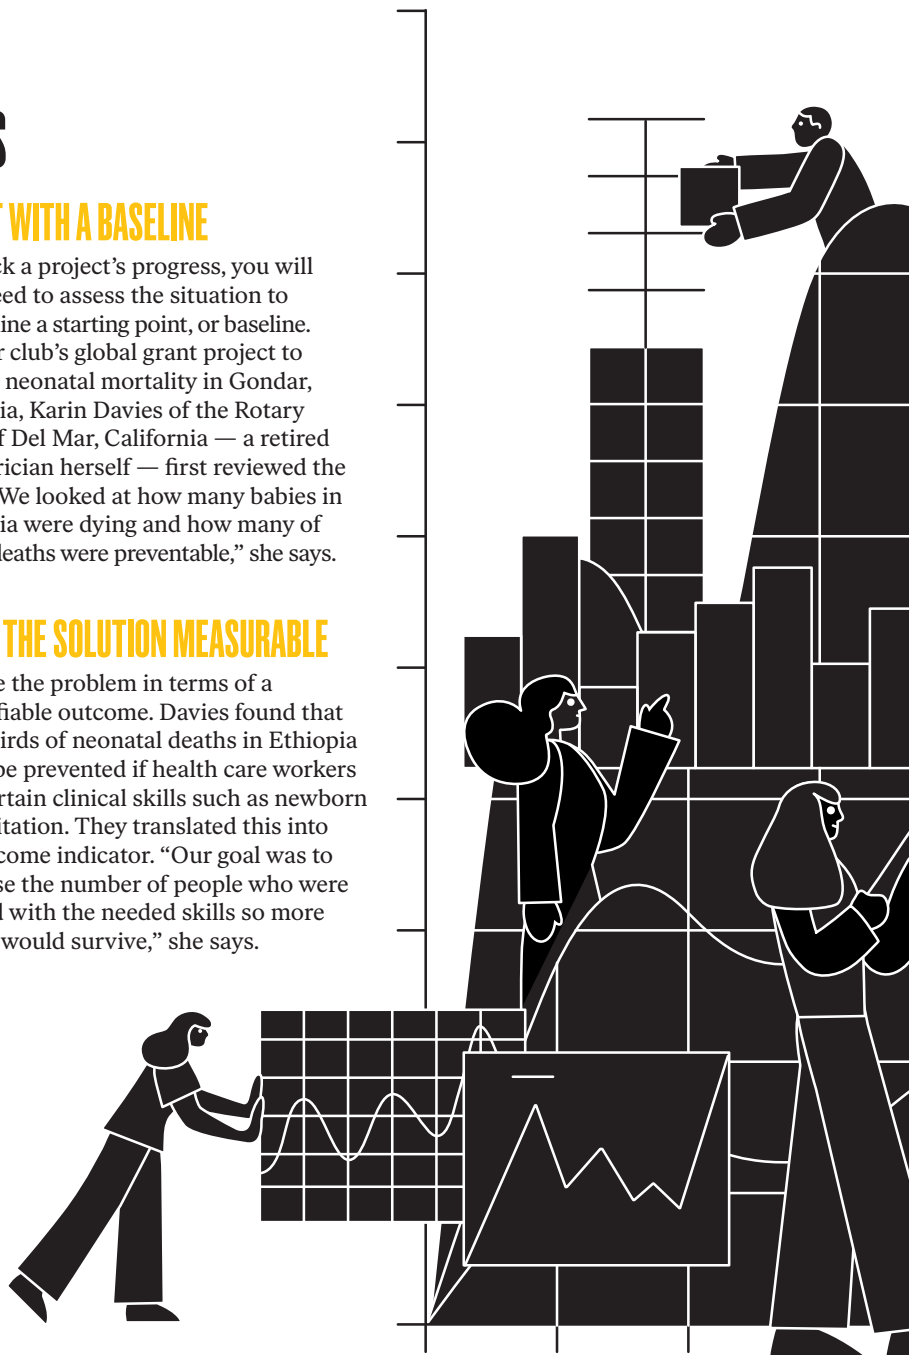 S
T WITH A BASELINE
ck a project’s progress, you will
eed to assess the situation to
ine a starting point, or baseline.
r club’s global grant project to
neonatal mortality in Gondar,
ia, Karin Davies of the Rotary
f Del Mar, California — a retired
rician herself — first reviewed the
We looked at how many babies in
ia were dying and how many of
deaths were preventable,” she says.
THE SOLUTION MEASURABLE
e the problem in terms of a
fiable outcome. Davies found that
irds of neonatal deaths in Ethiopia
be prevented if health care workers
rtain clinical skills such as newborn
itation. They translated this into
come indicator. “Our goal was to
se the number of people who were
d with the needed skills so more
would survive,” she says.